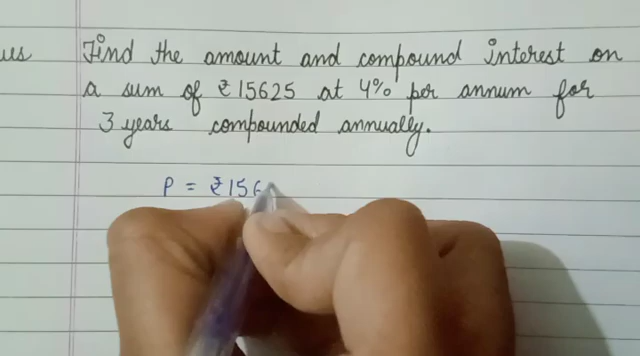 us Find the amount and compound interest on
a sum of ₹15625 at 4% per annum for
3 years compounded annually.
P = ₹156